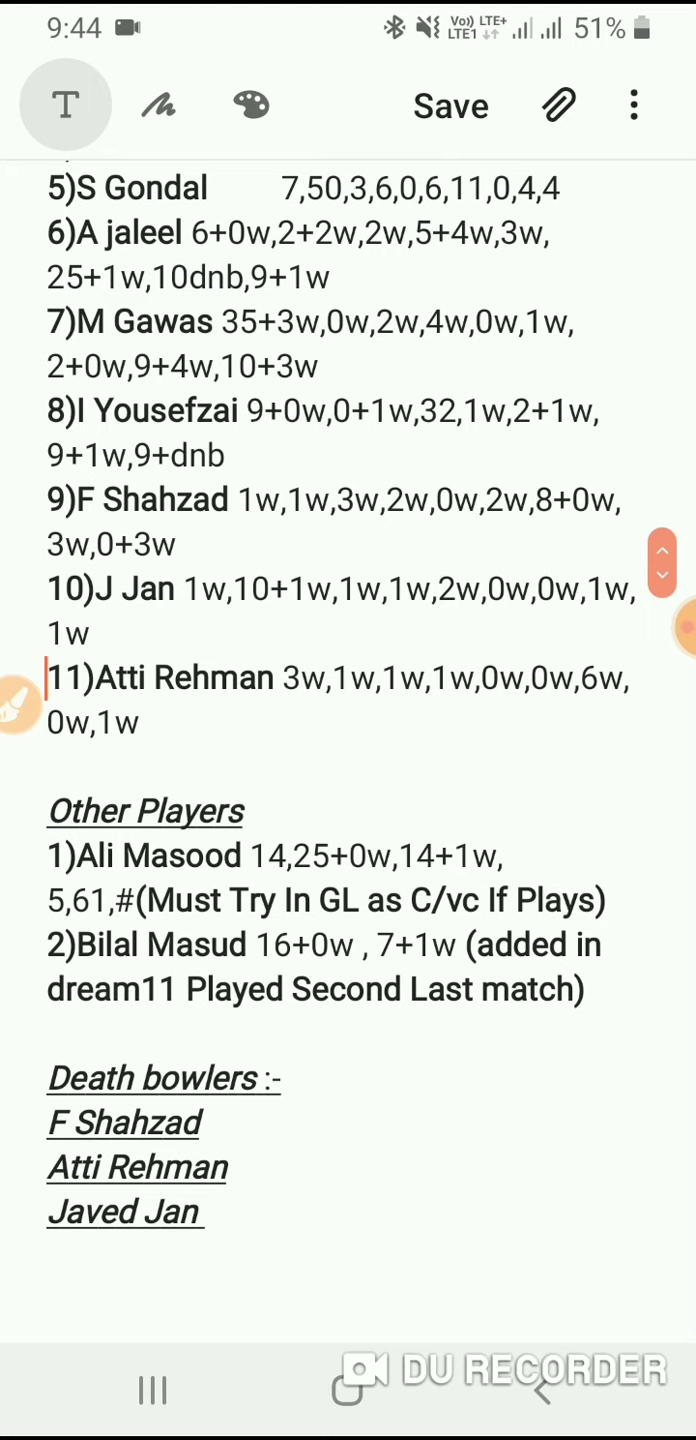 9:44
Vo)) LTE+
LTE1
51%
T
Save
5)S Gondal 7,50,3,6,0,6,11,0,4,4
6)A jaleel 6+0w,2+2w,2w,5+4w,3w,
25+1w,10dnb,9+1w
7)M Gawas 35+3w,0w,2w,4w,0w,1w,
2+0w,9+4w,10+3w
8)I Yousefzai 9+0w,0+1w,32,1w,2+1w,
9+1w,9+dnb
9)F Shahzad 1w,1w,3w,2w,0w,2w,8+0w,
3w,0+3w
10)J Jan 1w,10+1w,1w,1w,2w,0w,0w,1w,
1w
11)Atti Rehman 3w,1w,1w,1w,0w,0w,6w,
0w,1w
Other Players
1)Ali Masood 14,25+0w,14+1w,
5,61,#(Must Try In GL as C/vc If Plays)
2)Bilal Masud 16+0w , 7+1w (added in
dream11 Played Second Last match)
Death bowlers :-
F Shahzad
Atti Rehman
Javed Jan
DU RECORDER